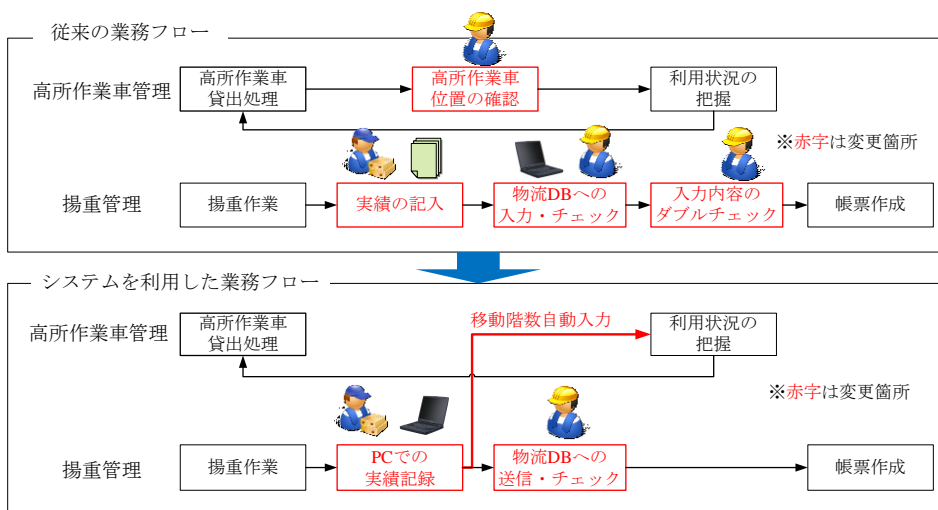 従来の業務フロー
高所作業車管理
高所作業車
貸出処理
高所作業車
位置の確認
利用状況の
把握
※赤字は変更箇所
揚重管理
揚重作業
実績の記入
物流DBへの
入力・チェック
入力内容の
ダブルチェック
帳票作成
システムを利用した業務フロー
高所作業車管理
高所作業車
貸出処理
移動階数自動入力
利用状況の
把握
※赤字は変更箇所
揚重管理
揚重作業
PCでの
実績記録
物流DBへの
送信・チェック
帳票作成